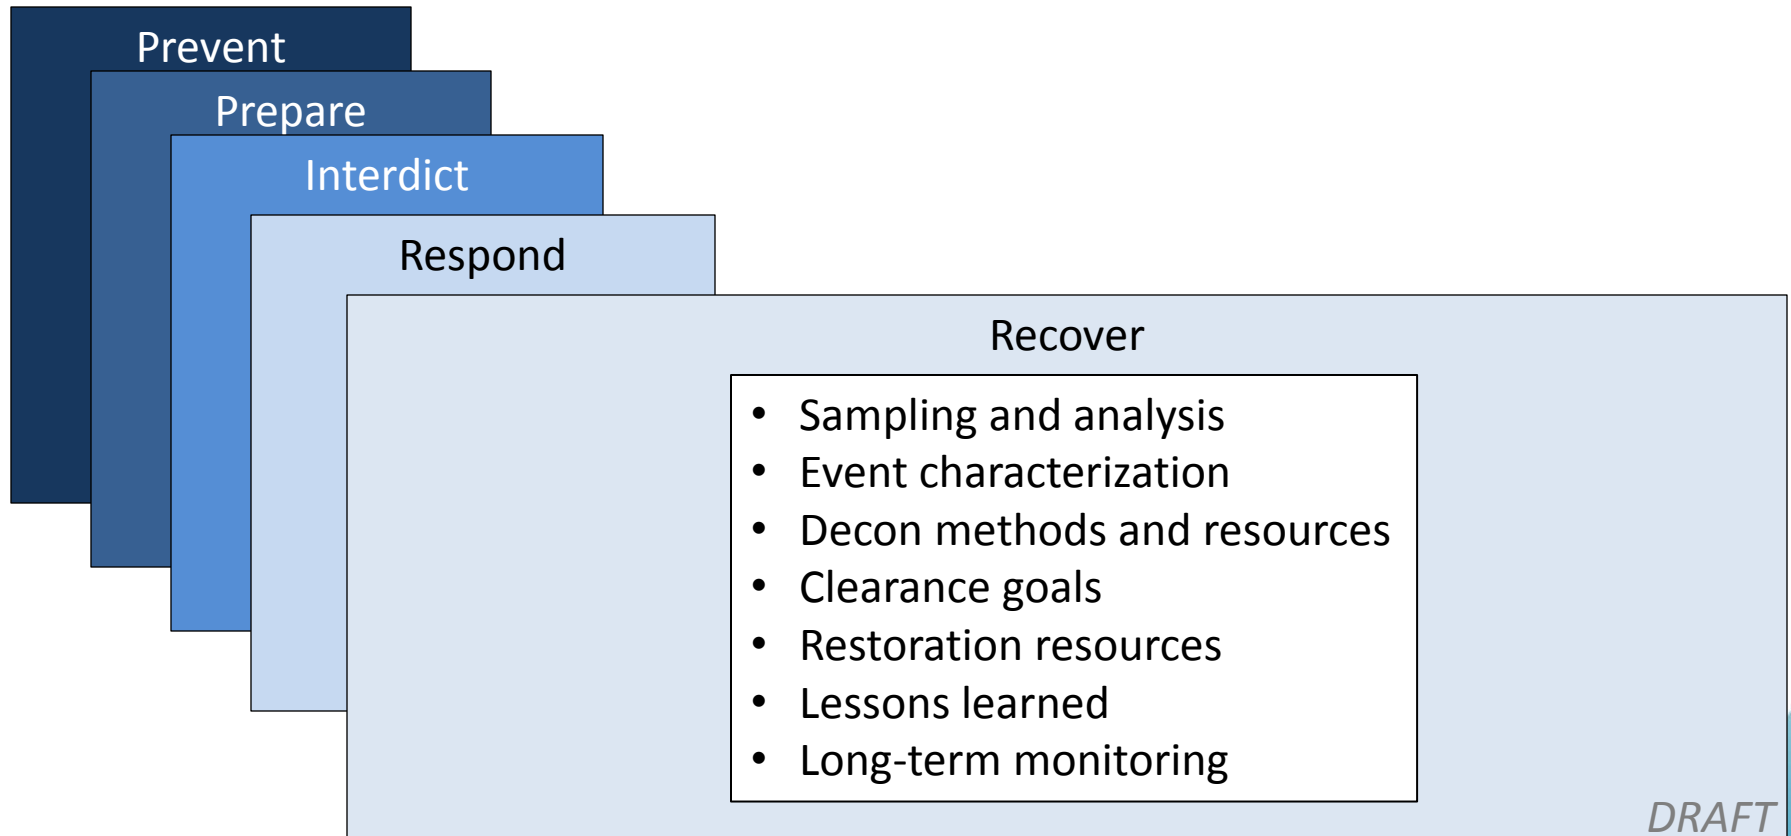 Prevent
Prepare
Interdict
Respond
Recover
• Sampling and analysis
• Event characterization
• Decon methods and resources
• Clearance goals
• Restoration resources
• Lessons learned
• Long-term monitoring
DRAFT